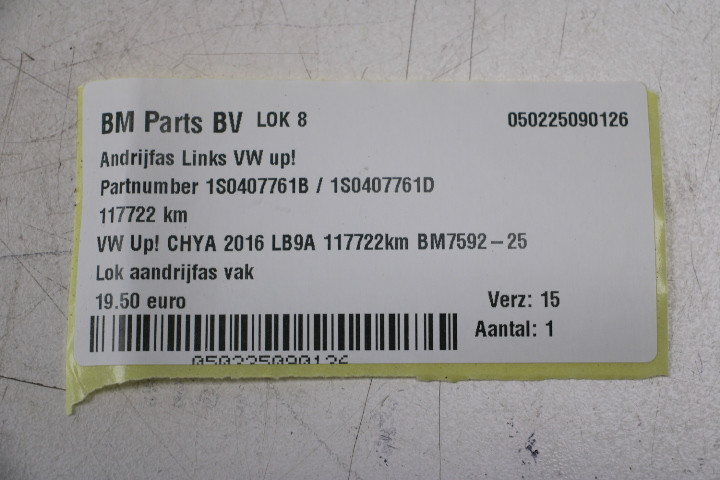 BM Parts BV LOK 8 050225090126
Andrijfas Links VW up!
Partnumber 1S0407761B / 1S0407761D
117722 km
VW Up! CHYA 2016 LB9A 117722km BM7592-25
Lok aandrijfas vak
19.50 euro Verz: 15
Aantal: 1
050225090126